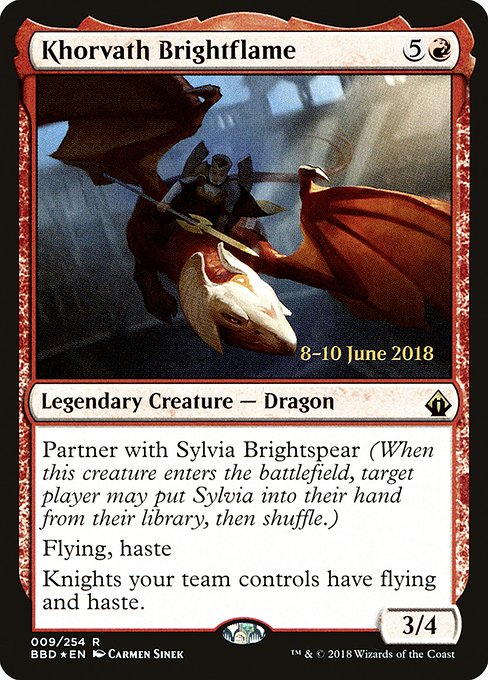 Khorvath Brightflame 5
8–10 June 2018
Legendary Creature — Dragon
Partner with Sylvia Brightspear (When
this creature enters the battlefield, target
player may put Sylvia into their hand
from their library, then shuffle.)
Flying, haste
Knights your team controls have flying
and haste.
3/4
009/254 R
BBD ★ EN Carmen Sinek
™ & © 2018 Wizards of the Coast